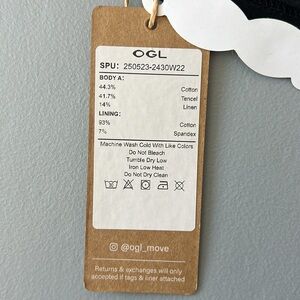 OGL
SPU: 250523-2430W22
BODY A:
44.3% Cotton
41.7% Tencel
14% Linen
LINING:
93% Cotton
7% Spandex
Machine Wash Cold With Like Colors
Do Not Bleach
Tumble Dry Low
Iron Low Heat
Do Not Dry Clean
@ogl_move
Returns & exchanges will only
accepted if tags & liner attached